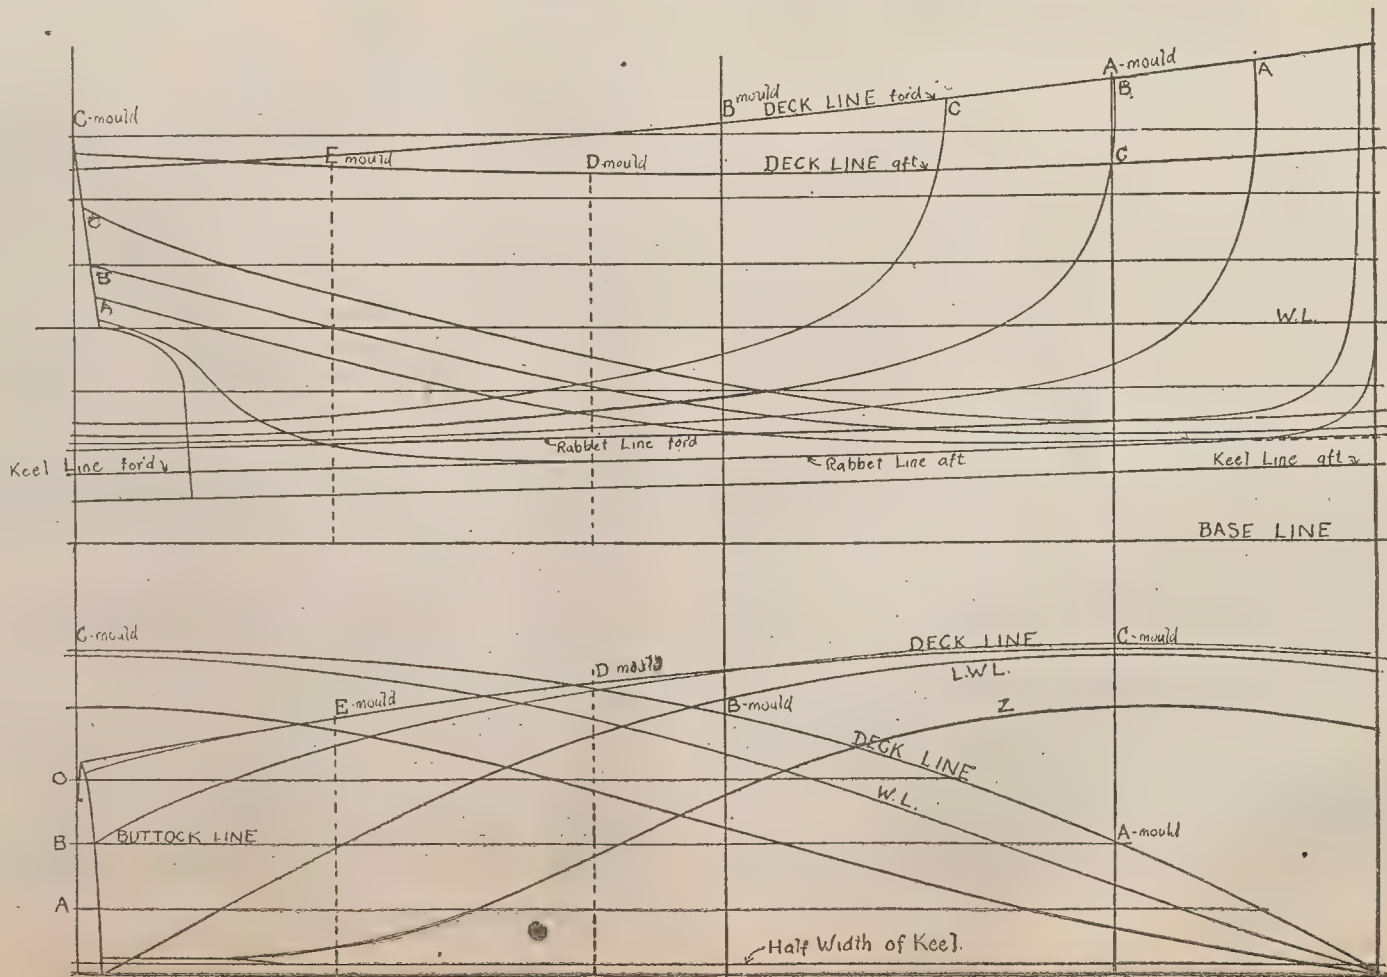 C-mould
B mould
DECK LINE for'd
A-mould
A
B
C
E mould
D mould
DECK LINE aft
C
C
B
A
W.L.
Rabbet Line for'd
Rabbet Line aft
Keel Line for'd
Keel Line aft
BASE LINE
C-mould
DECK LINE
C-mould
D mould
L.W.L.
E-mould
B-mould
Z
DECK LINE
C
W.L.
BUTTOCK LINE
B
A-mould
A
Half Width of Keel.